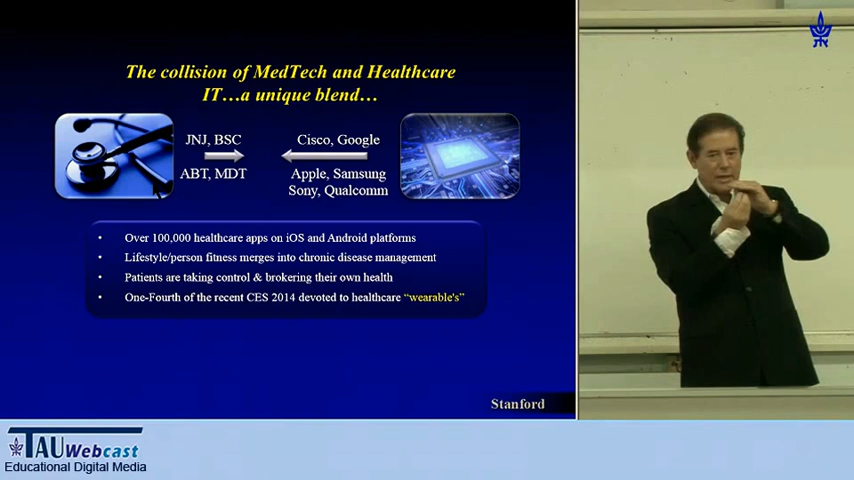 The collision of MedTech and Healthcare
IT…a unique blend…
JNJ, BSC
Cisco, Google
ABT, MDT
Apple, Samsung
Sony, Qualcomm
• Over 100,000 healthcare apps on iOS and Android platforms
• Lifestyle/person fitness merges into chronic disease management
• Patients are taking control & brokering their own health
• One-Fourth of the recent CES 2014 devoted to healthcare “wearable's”
Stanford
TAU Webcast
Educational Digital Media